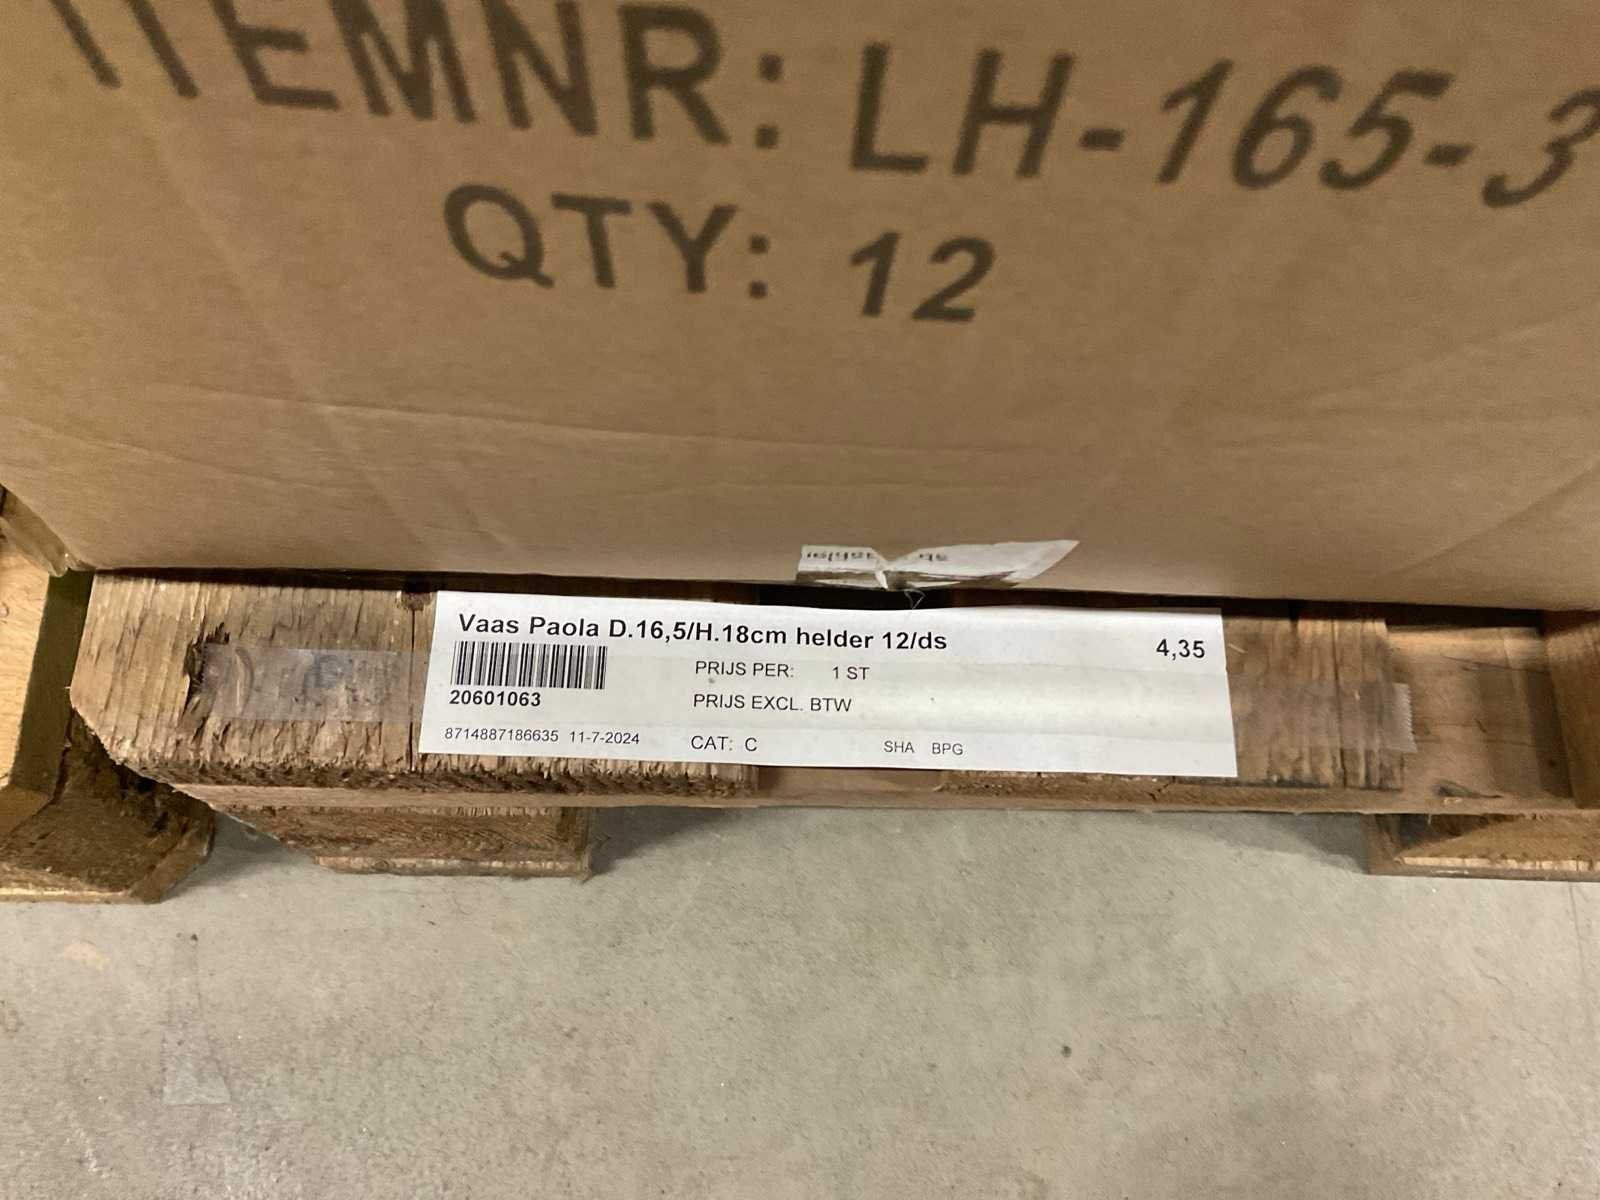 ITEMNR: LH-165-3
QTY: 12
Vaas Paola D.16,5/H.18cm helder 12/ds
4,35
PRIJS PER: 1 ST
20601063
PRIJS EXCL. BTW
8714887186635 11-7-2024
CAT: C
SHA BPG